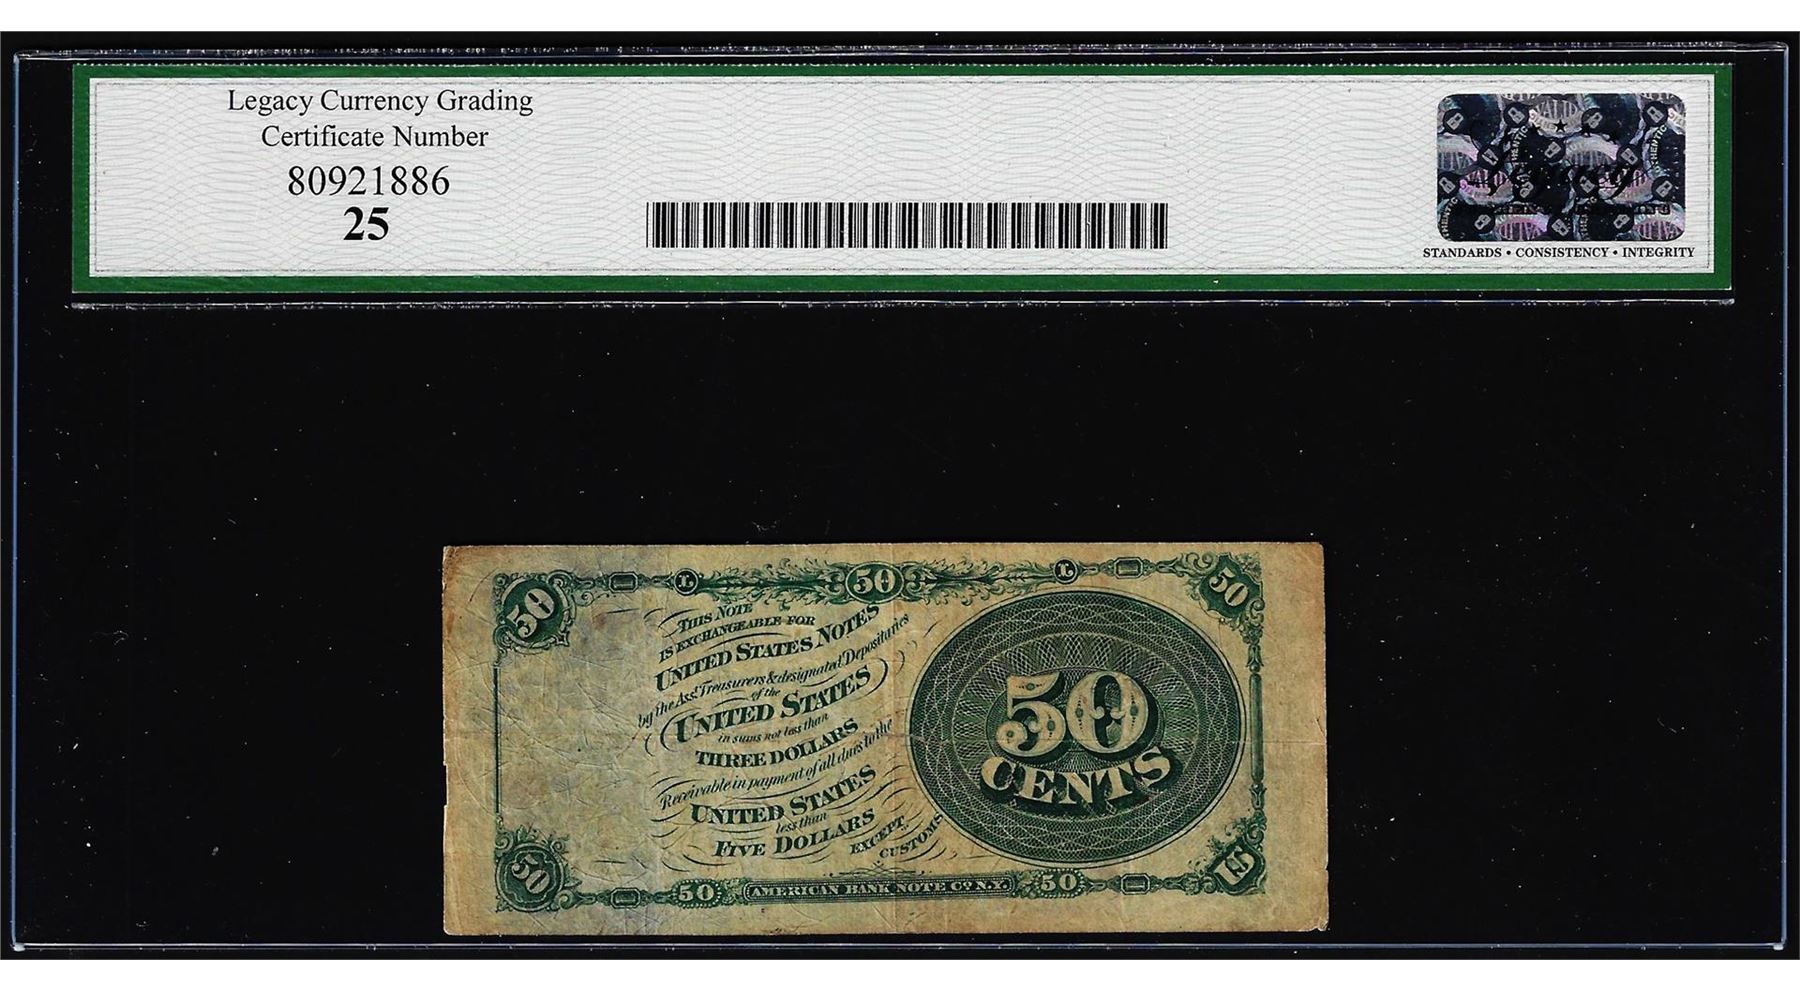 Legacy Currency Grading
Certificate Number
80921886
25
VALID
STANDARDS • CONSISTENCY • INTEGRITY
50 L 50 L 50
THIS NOTE
IS EXCHANGEABLE FOR
UNITED STATES NOTES
by the Asst. Treasurers & designated Depositaries
of the
UNITED STATES
in sums not less than
THREE DOLLARS
Receivable in payment of all dues to the
UNITED STATES
less than
FIVE DOLLARS
EXCEPT
CUSTOMS
50
CENTS
50 50 AMERICAN BANK NOTE CO. N.Y. 50 US